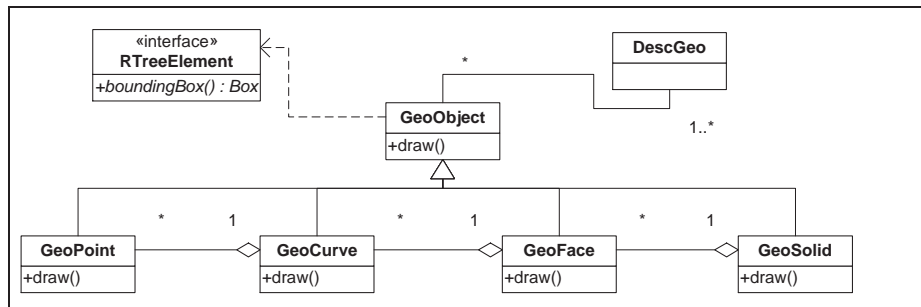 «interface»
RTreeElement
+boundingBox() : Box
DescGeo
*
GeoObject
+draw()
1..*
* 1 * 1 * 1
GeoPoint GeoCurve GeoFace GeoSolid
+draw() +draw() +draw() +draw()